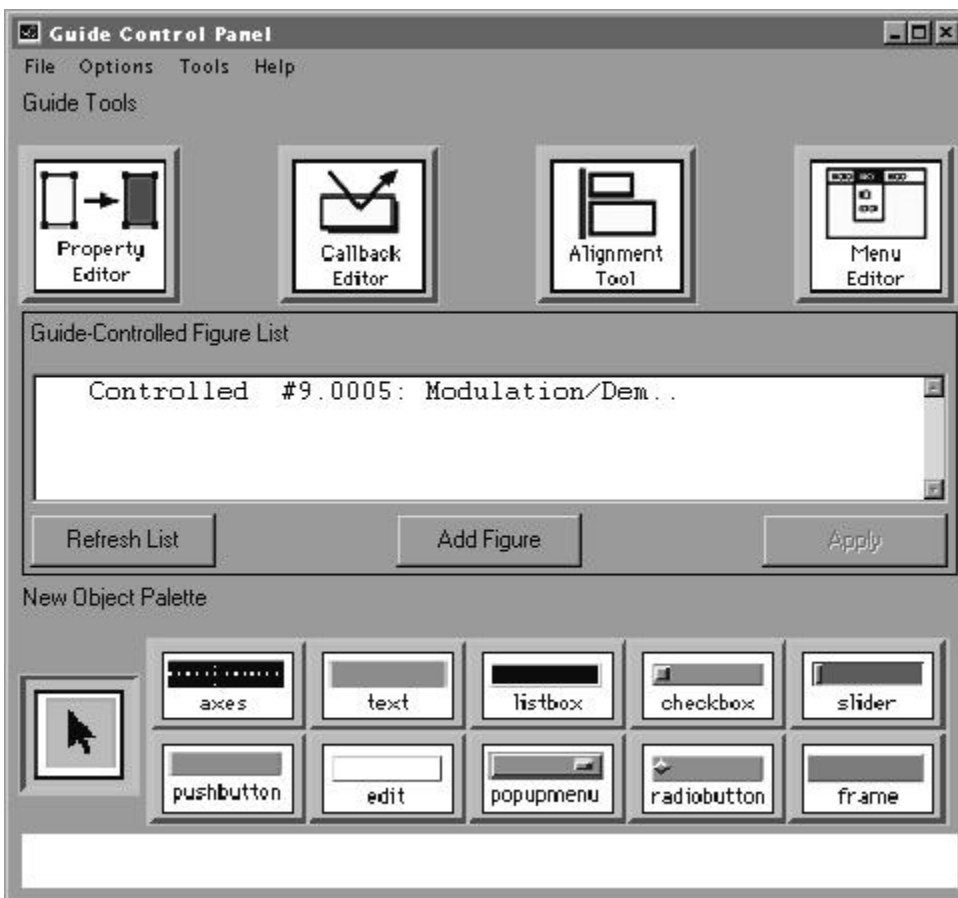 Guide Control Panel
File Options Tools Help
Guide Tools
Property Editor
Callback Editor
Alignment Tool
Menu Editor
Guide-Controlled Figure List
Controlled #9.0005: Modulation/Dem..
Refresh List
Add Figure
Apply
New Object Palette
axes
text
listbox
checkbox
slider
pushbutton
edit
popupmenu
radiobutton
frame